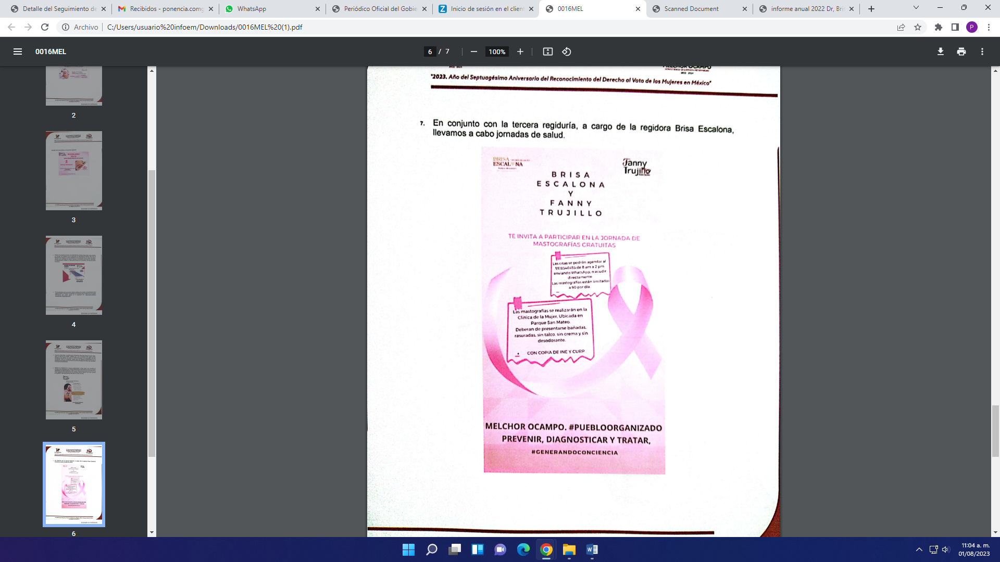 Detalle del Seguimiento de
Recibidos - ponencia.comg
WhatsApp
Periódico Oficial del Gobie
Inicio de sesión en el client
0016MEL
Scanned Document
informe anual 2022 Dr, Bri
Archivo
C:/Users/usuario%20infoem/Downloads/0016MEL%20(1).pdf
P
0016MEL
6 / 7
100%
2
3
4
5
6
MELCHOR OCAMPO
"2023. Año del Septuagésimo Aniversario del Reconocimiento del Derecho al Voto de las Mujeres en México"
7. En conjunto con la tercera regiduría, a cargo de la regidora Brisa Escalona,
llevamos a cabo jornadas de salud.
BRISA
ESCALONA
Fanny
Trujillo
BRISA
ESCALONA
Y
FANNY
TRUJILLO
TE INVITA A PARTICIPAR EN LA JORNADA DE
MASTOGRAFÍAS GRATUITAS
Las citas se podrán agendar al
5518546455 de 8 am a 2 pm
enviando WhatsApp, o acudir
directamente
Las mastografías están limitadas
a 90 por día.
Las mastografías se realizarán en la
Clínica de la Mujer, Ubicada en
Parque San Mateo.
Deberan de presentarse bañadas,
rasuradas, sin talco, sin crema y sin
desodorante.
CON COPIA DE INE Y CURP
MELCHOR OCAMPO. #PUEBLOORGANIZADO
PREVENIR, DIAGNOSTICAR Y TRATAR,
#GENERANDOCONCIENCIA
11:04 a. m.
01/08/2023